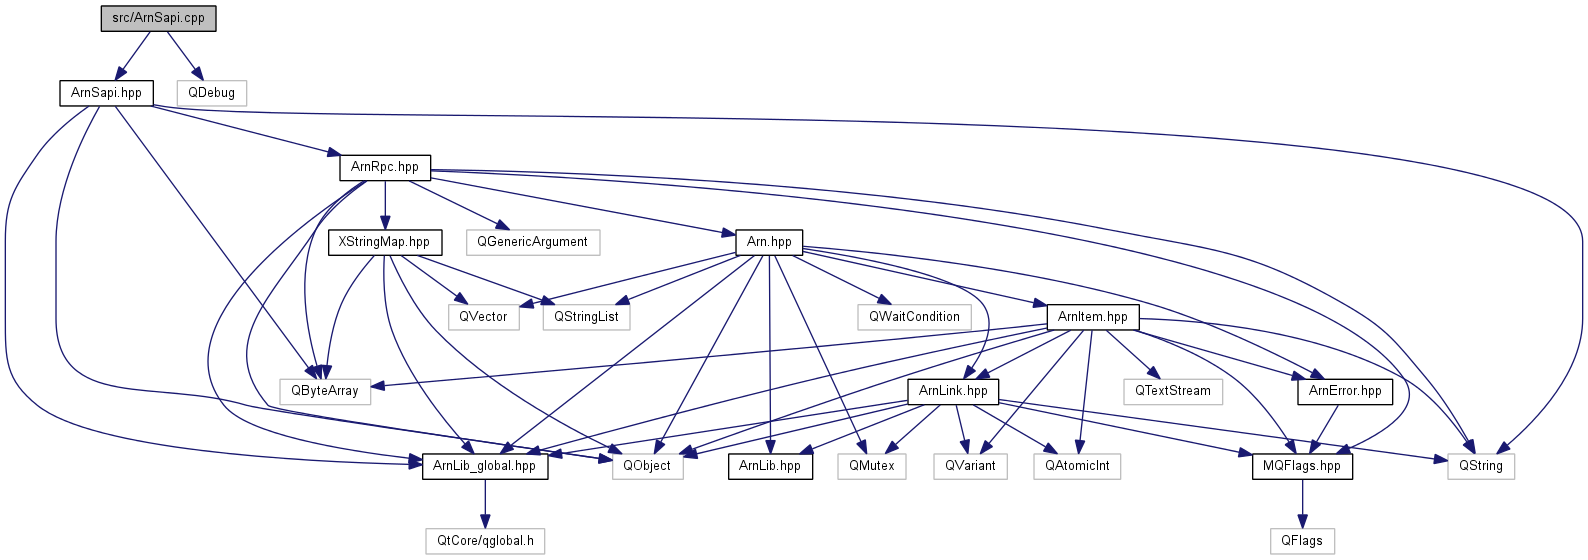 src/ArnSapi.cpp
ArnSapi.hpp
QDebug
ArnRpc.hpp
XStringMap.hpp
QGenericArgument
Arn.hpp
QVector
QStringList
QWaitCondition
ArnItem.hpp
QByteArray
ArnLink.hpp
QTextStream
ArnError.hpp
ArnLib_global.hpp
QObject
ArnLib.hpp
QMutex
QVariant
QAtomicInt
MQFlags.hpp
QString
QtCore/qglobal.h
QFlags